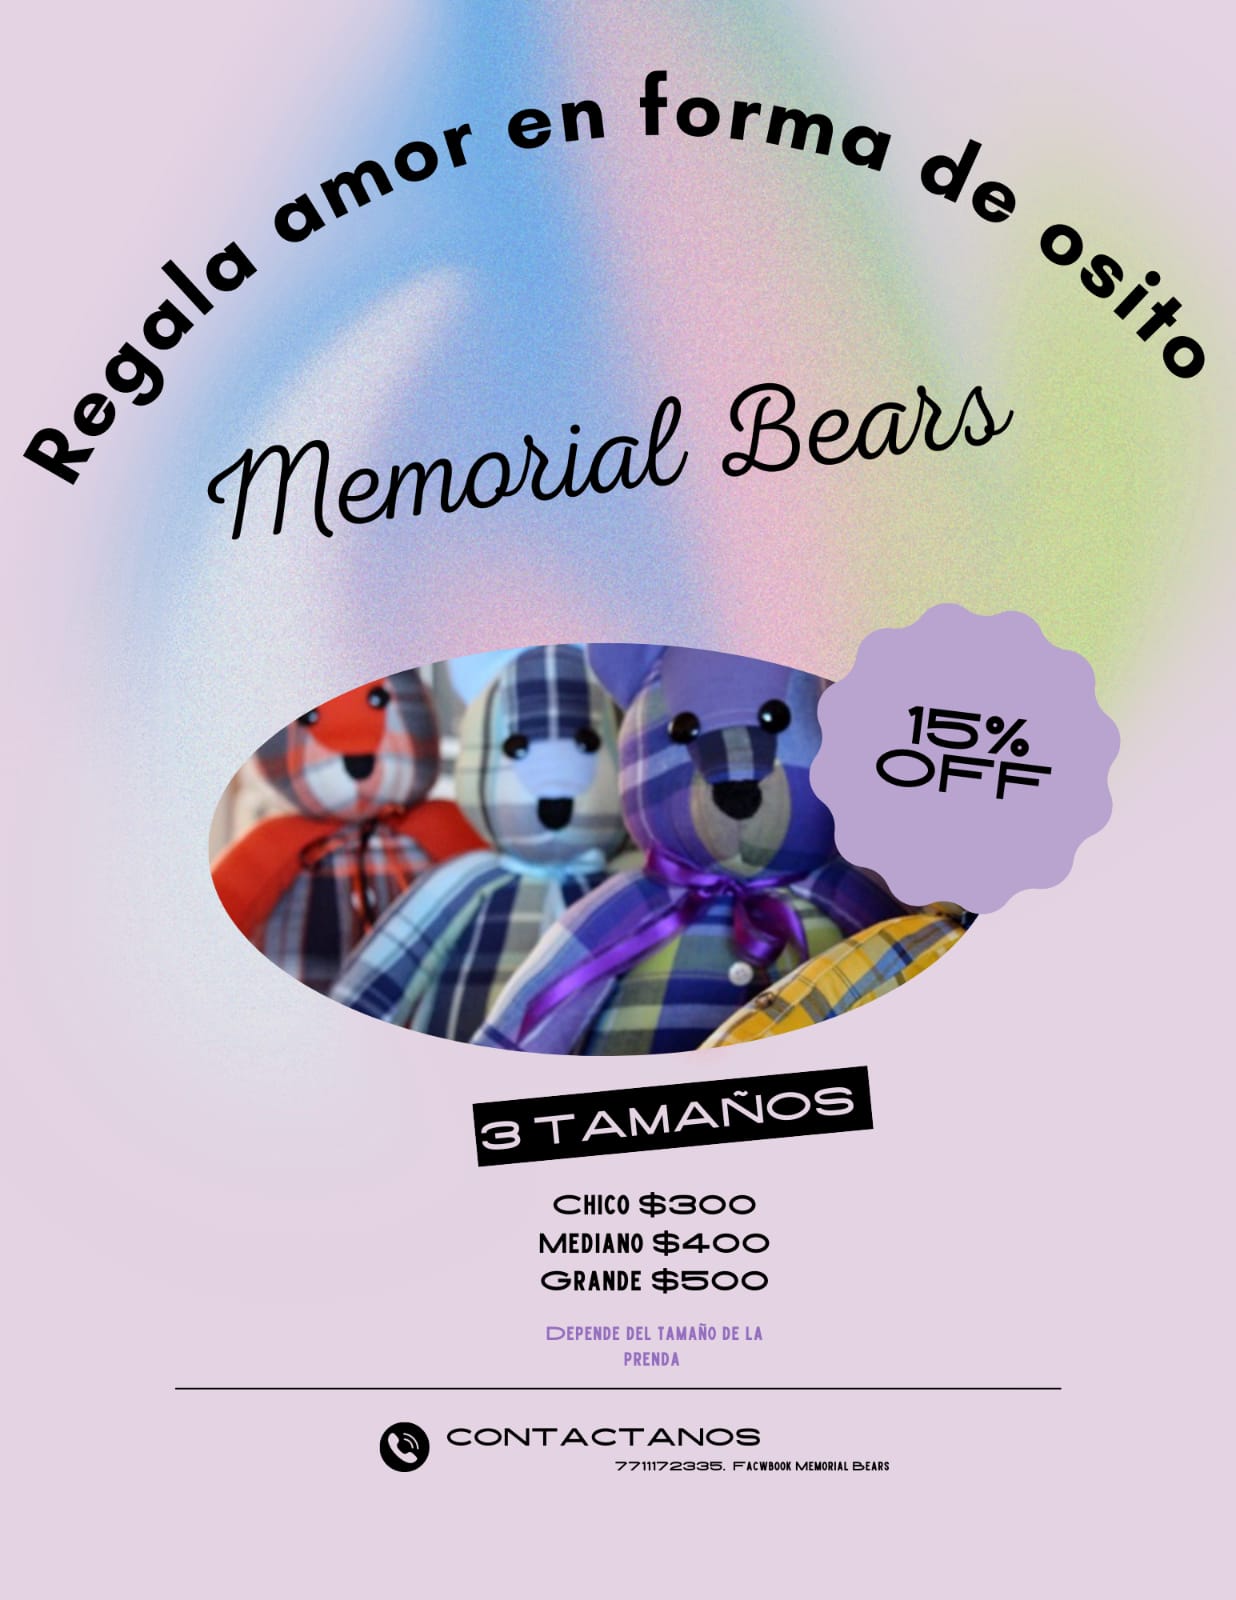 Regala amor en forma de osito
Memorial Bears
15%
OFF
3 TAMAÑOS
CHICO $300
MEDIANO $400
GRANDE $500
DEPENDE DEL TAMAÑO DE LA
PRENDA
CONTACTANOS
7711172335. FACWBOOK MEMORIAL BEARS